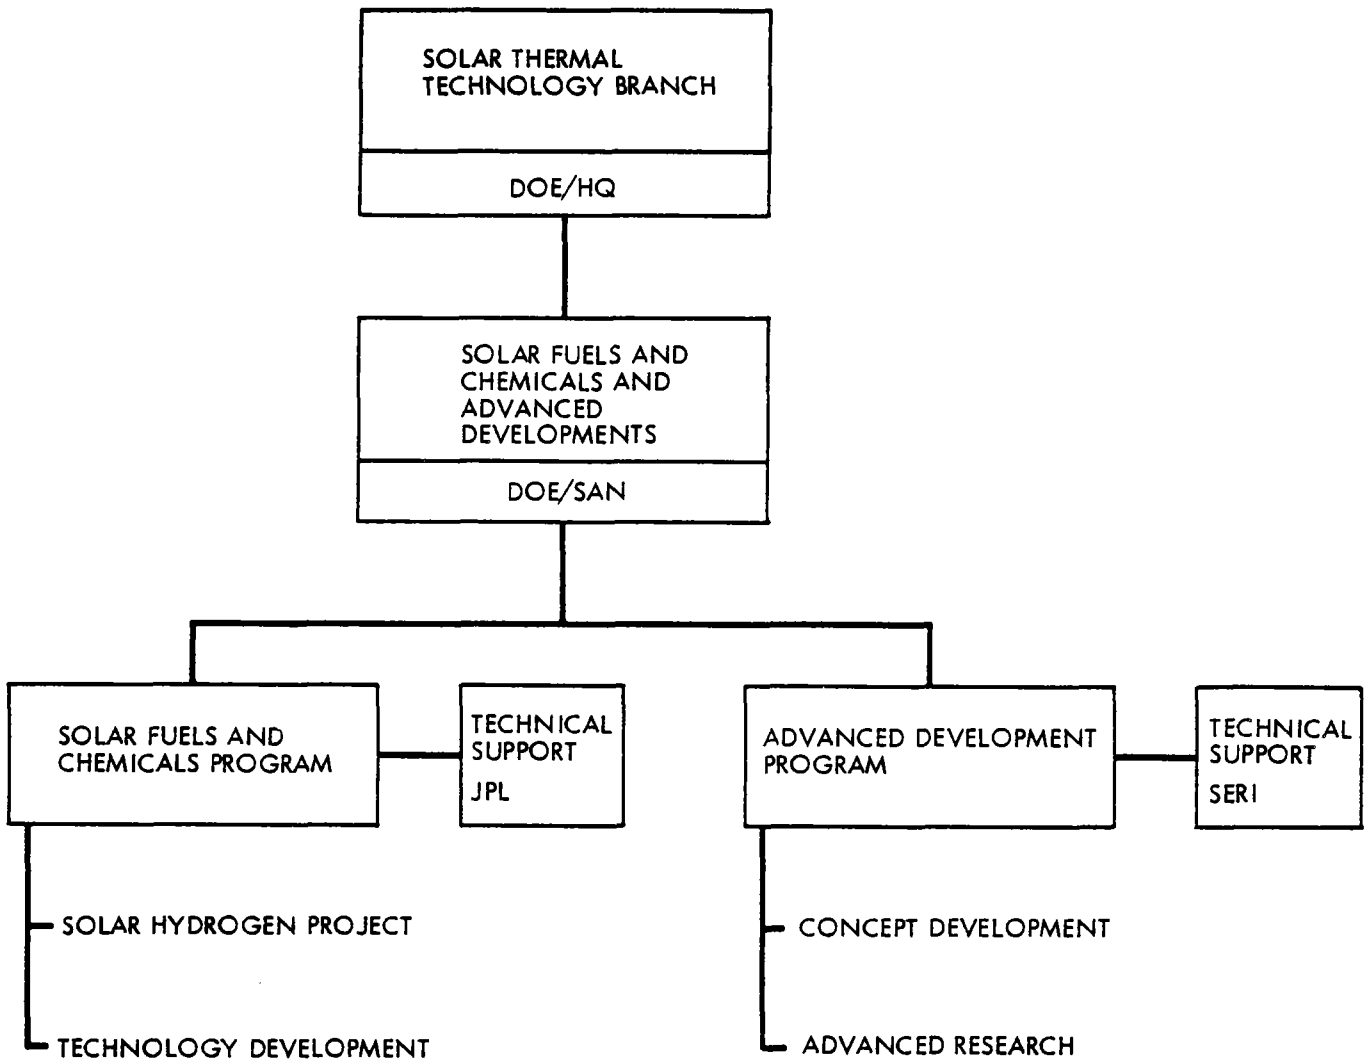 SOLAR THERMAL
TECHNOLOGY BRANCH
DOE/HQ
SOLAR FUELS AND
CHEMICALS AND
ADVANCED
DEVELOPMENTS
DOE/SAN
SOLAR FUELS AND
CHEMICALS PROGRAM
TECHNICAL
SUPPORT
JPL
ADVANCED DEVELOPMENT
PROGRAM
TECHNICAL
SUPPORT
SERI
SOLAR HYDROGEN PROJECT
TECHNOLOGY DEVELOPMENT
CONCEPT DEVELOPMENT
ADVANCED RESEARCH